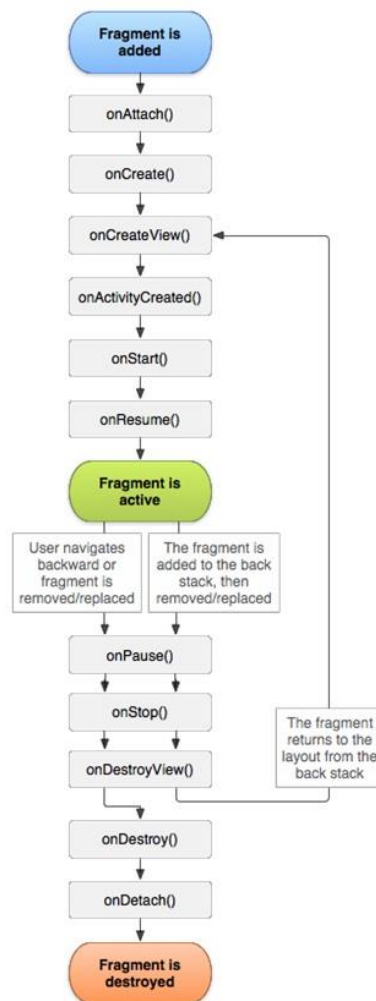 Fragment is
added
onAttach()
onCreate()
onCreateView()
onActivityCreated()
onStart()
onResume()
Fragment is
active
User navigates
backward or
fragment is
removed/replaced
The fragment is
added to the back
stack, then
removed/replaced
onPause()
onStop()
The fragment
returns to the
layout from the
back stack
onDestroyView()
onDestroy()
onDetach()
Fragment is
destroyed